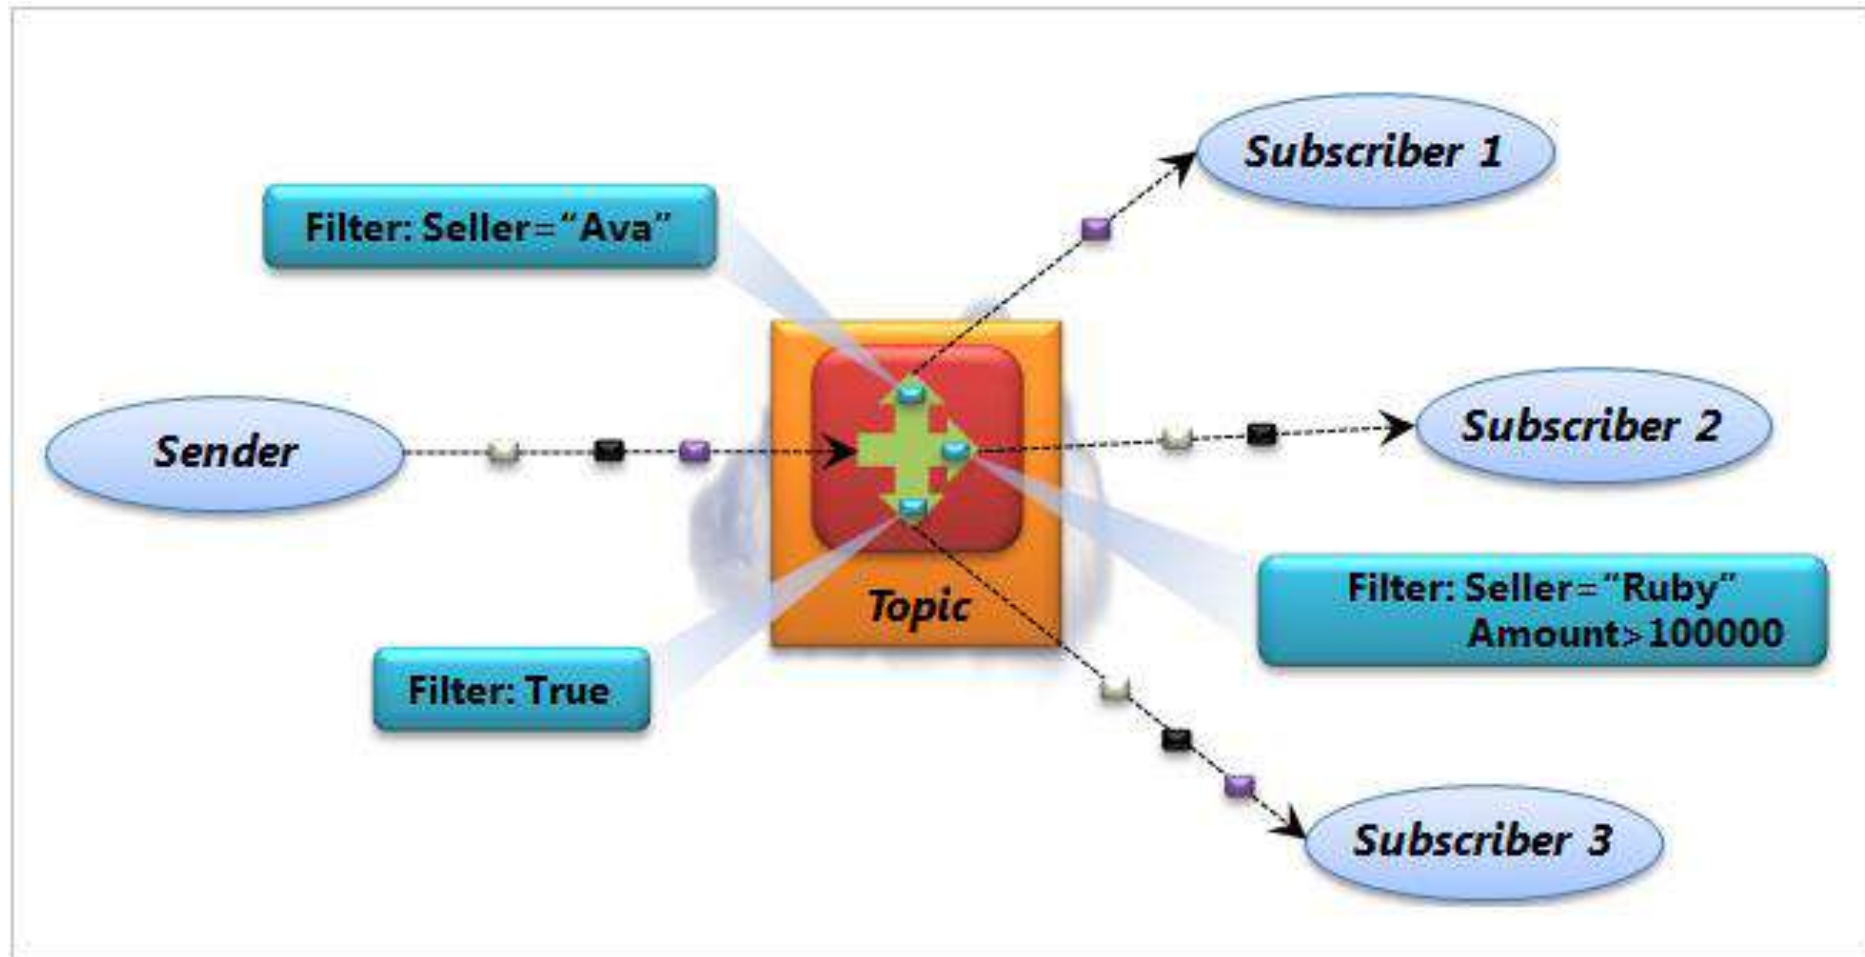 Subscriber 1
Filter: Seller=“Ava”
Subscriber 2
Sender
Filter: Seller=“Ruby”
Amount>100000
Topic
Filter: True
Subscriber 3